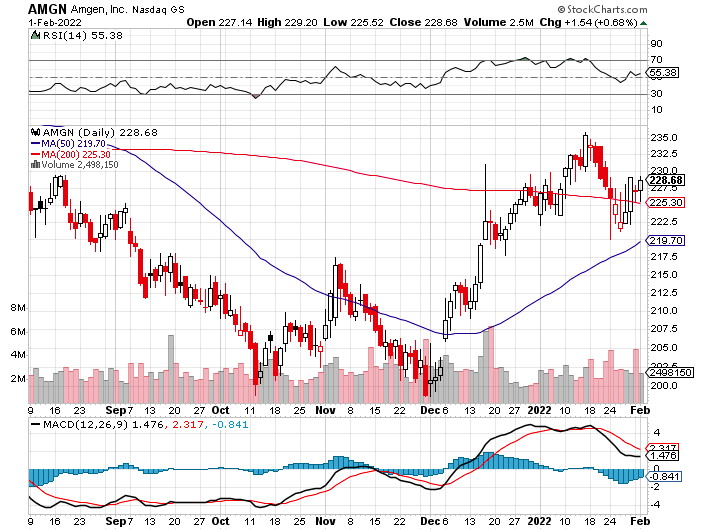 AMGN Amgen, Inc. Nasdaq GS © StockCharts.com
1-Feb-2022 Open 227.14 High 229.20 Low 225.52 Close 228.68 Volume 2.5M Chg +1.54 (+0.68%)
RSI(14) 55.38
90
70
55.38
30
10
AMGN (Daily) 228.68
MA(50) 219.70
MA(200) 225.30
Volume 2,498,150
235.0
232.5
230.0
228.68
227.5
225.30
222.5
219.70
217.5
215.0
212.5
210.0
207.5
205.0
202.5
200.0
8M
6M
4M
2M
2498150
9 16 23 Sep 7 13 20 27 Oct 11 18 25 Nov 8 15 22 Dec 6 13 20 27 2022 10 18 24 Feb
MACD(12,26,9) 1.476, 2.317, -0.841
4
2.317
1.476
0
-0.841
-2
-4
9 16 23 Sep 7 13 20 27 Oct 11 18 25 Nov 8 15 22 Dec 6 13 20 27 2022 10 18 24 Feb